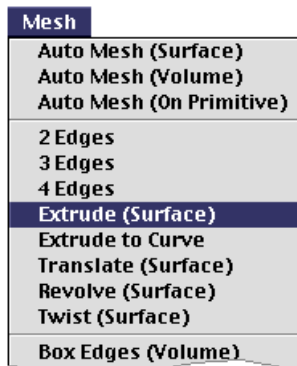 Mesh
Auto Mesh (Surface)
Auto Mesh (Volume)
Auto Mesh (On Primitive)
2 Edges
3 Edges
4 Edges
Extrude (Surface)
Extrude to Curve
Translate (Surface)
Revolve (Surface)
Twist (Surface)
Box Edges (Volume)